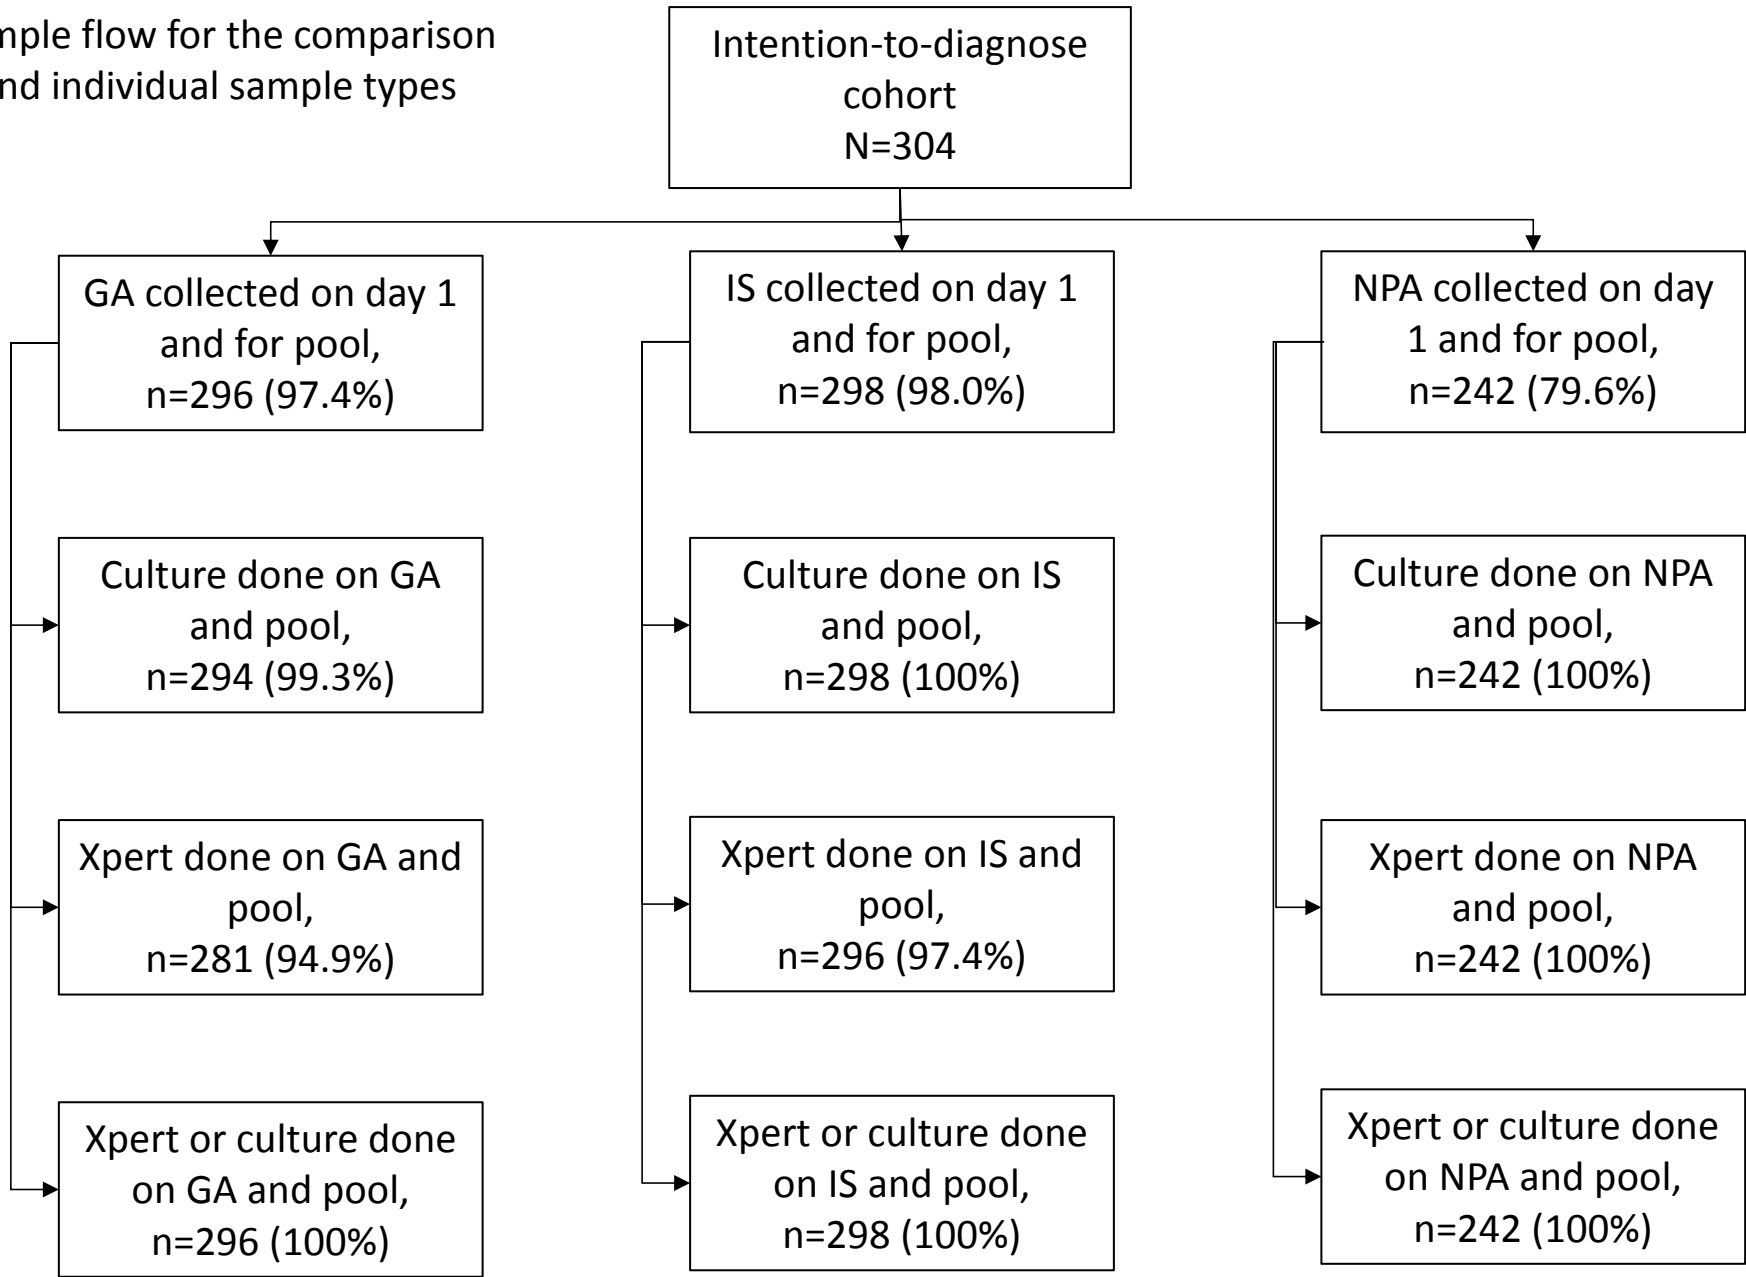 flow for the comparison
individual sample types
Intention-to-diagnose
cohort
N=304
GA collected on day 1
and for pool,
n=296 (97.4%)
IS collected on day 1
and for pool,
n=298 (98.0%)
NPA collected on day
1 and for pool,
n=242 (79.6%)
Culture done on GA
and pool,
n=294 (99.3%)
Culture done on IS
and pool,
n=298 (100%)
Culture done on NPA
and pool,
n=242 (100%)
Xpert done on GA and
pool,
n=281 (94.9%)
Xpert done on IS and
pool,
n=296 (97.4%)
Xpert done on NPA
and pool,
n=242 (100%)
Xpert or culture done
on GA and pool,
n=296 (100%)
Xpert or culture done
on IS and pool,
n=298 (100%)
Xpert or culture done
on NPA and pool,
n=242 (100%)